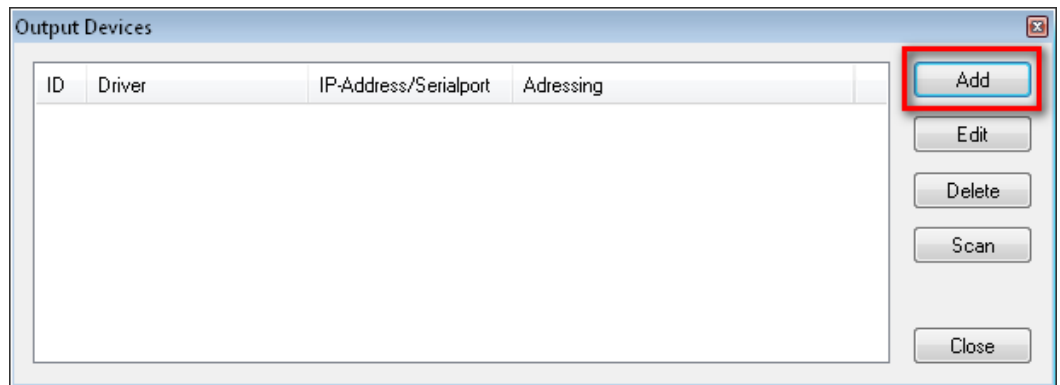 Output Devices
ID Driver IP-Address/Serialport Adressing
Add
Edit
Delete
Scan
Close